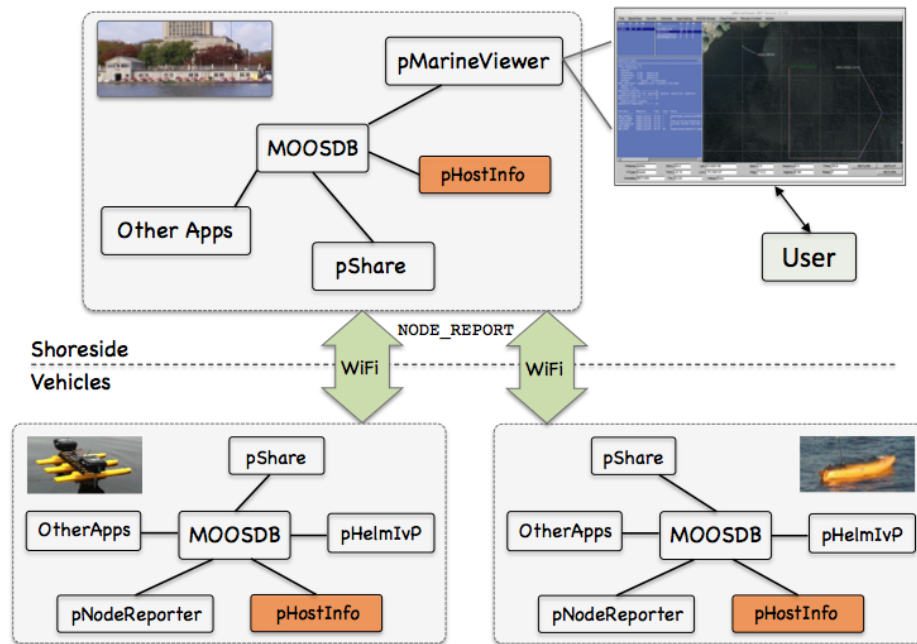 pMarineViewer
MOOSDB
pHostInfo
Other Apps
pShare
User
NODE_REPORT
Shoreside
WiFi
WiFi
Vehicles
pShare
OtherApps
MOOSDB
pHelmIvP
pNodeReporter
pHostInfo
pShare
OtherApps
MOOSDB
pHelmIvP
pNodeReporter
pHostInfo